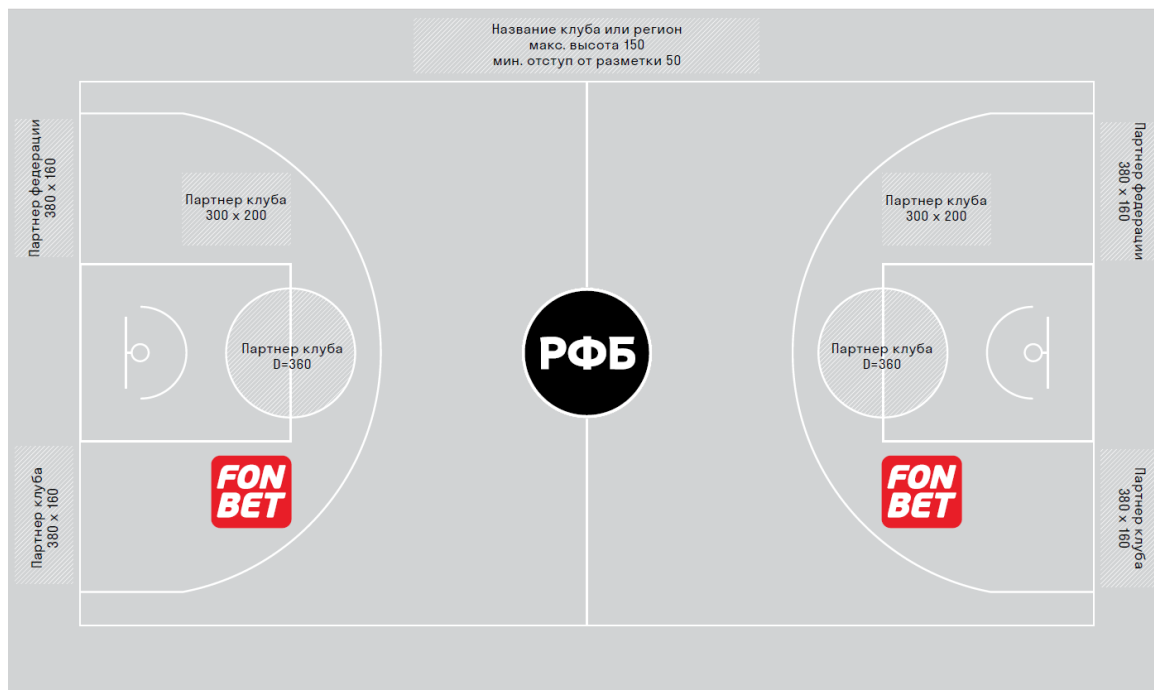 Название клуба или регион
макс. высота 150
мин. отступ от разметки 50
Партнер федерации
380 x 160
Партнер клуба
300 x 200
Партнер клуба
300 x 200
Партнер федерации
380 x 160
Партнер клуба
D=360
РФБ
Партнер клуба
D=360
Партнер клуба
380 x 160
FON
BET
FON
BET
Партнер клуба
380 x 160